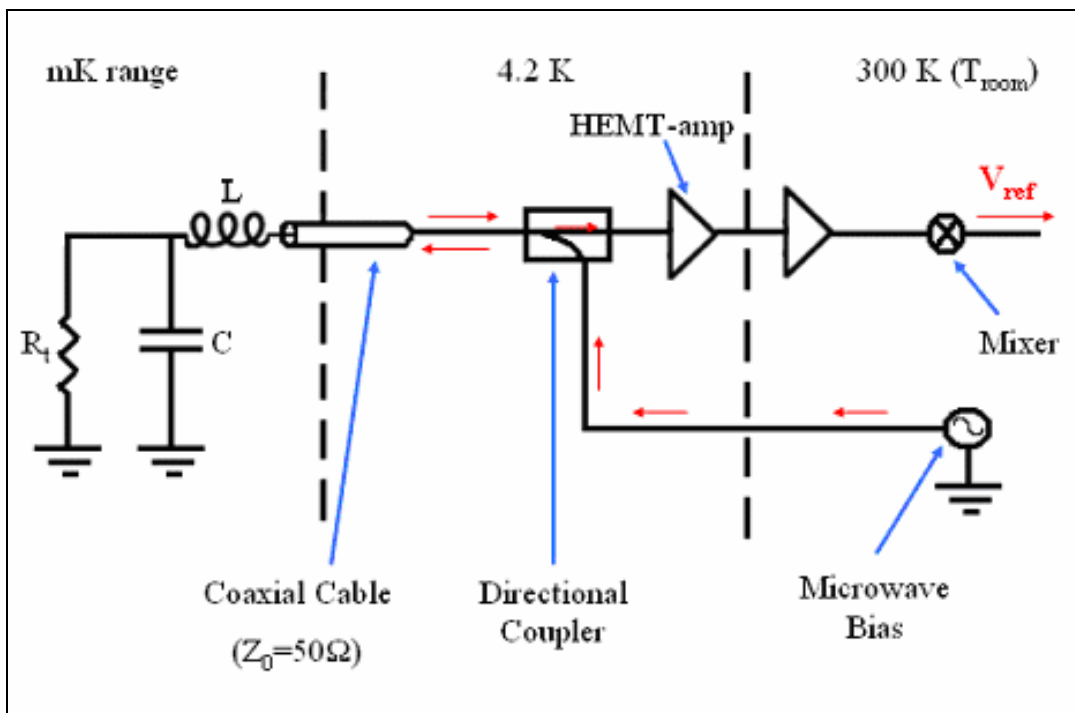 mK range
4.2 K
300 K (Troom)
HEMT-amp
Vref
L
Rt
C
Mixer
Coaxial Cable
(Z0=50Ω)
Directional
Coupler
Microwave
Bias